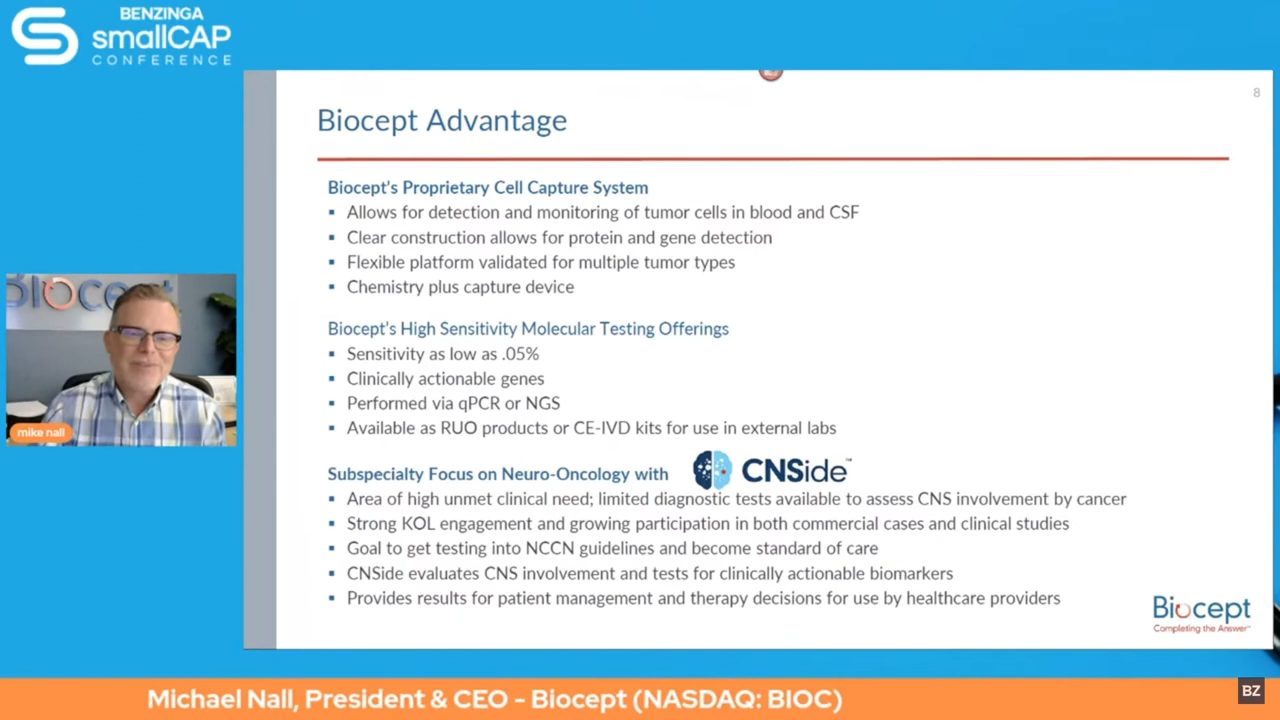 BENZINGA
smallCAP
CONFERENCE
8
Biocept Advantage
Biocept's Proprietary Cell Capture System
▪ Allows for detection and monitoring of tumor cells in blood and CSF
▪ Clear construction allows for protein and gene detection
▪ Flexible platform validated for multiple tumor types
▪ Chemistry plus capture device
Biocept's High Sensitivity Molecular Testing Offerings
▪ Sensitivity as low as .05%
▪ Clinically actionable genes
▪ Performed via qPCR or NGS
▪ Available as RUO products or CE-IVD kits for use in external labs
Subspecialty Focus on Neuro-Oncology with CNSide™
▪ Area of high unmet clinical need; limited diagnostic tests available to assess CNS involvement by cancer
▪ Strong KOL engagement and growing participation in both commercial cases and clinical studies
▪ Goal to get testing into NCCN guidelines and become standard of care
▪ CNSide evaluates CNS involvement and tests for clinically actionable biomarkers
▪ Provides results for patient management and therapy decisions for use by healthcare providers
Biocept
Completing the Answer™
Biocept
mike nall
Michael Nall, President & CEO – Biocept (NASDAQ: BIOC)
BZ